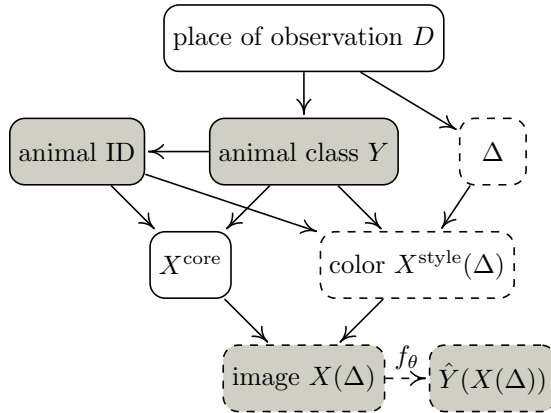 place of observation D
animal ID
animal class Y
Δ
X^core
color X^style(Δ)
image X(Δ)
f_θ
Ŷ(X(Δ))